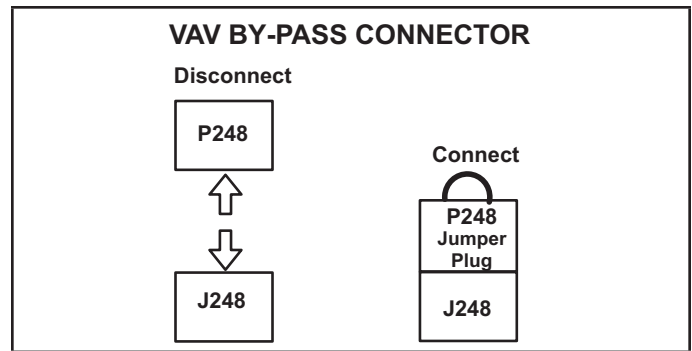 VAV BY-PASS CONNECTOR
Disconnect
P248
J248
Connect
P248
Jumper
Plug
J248